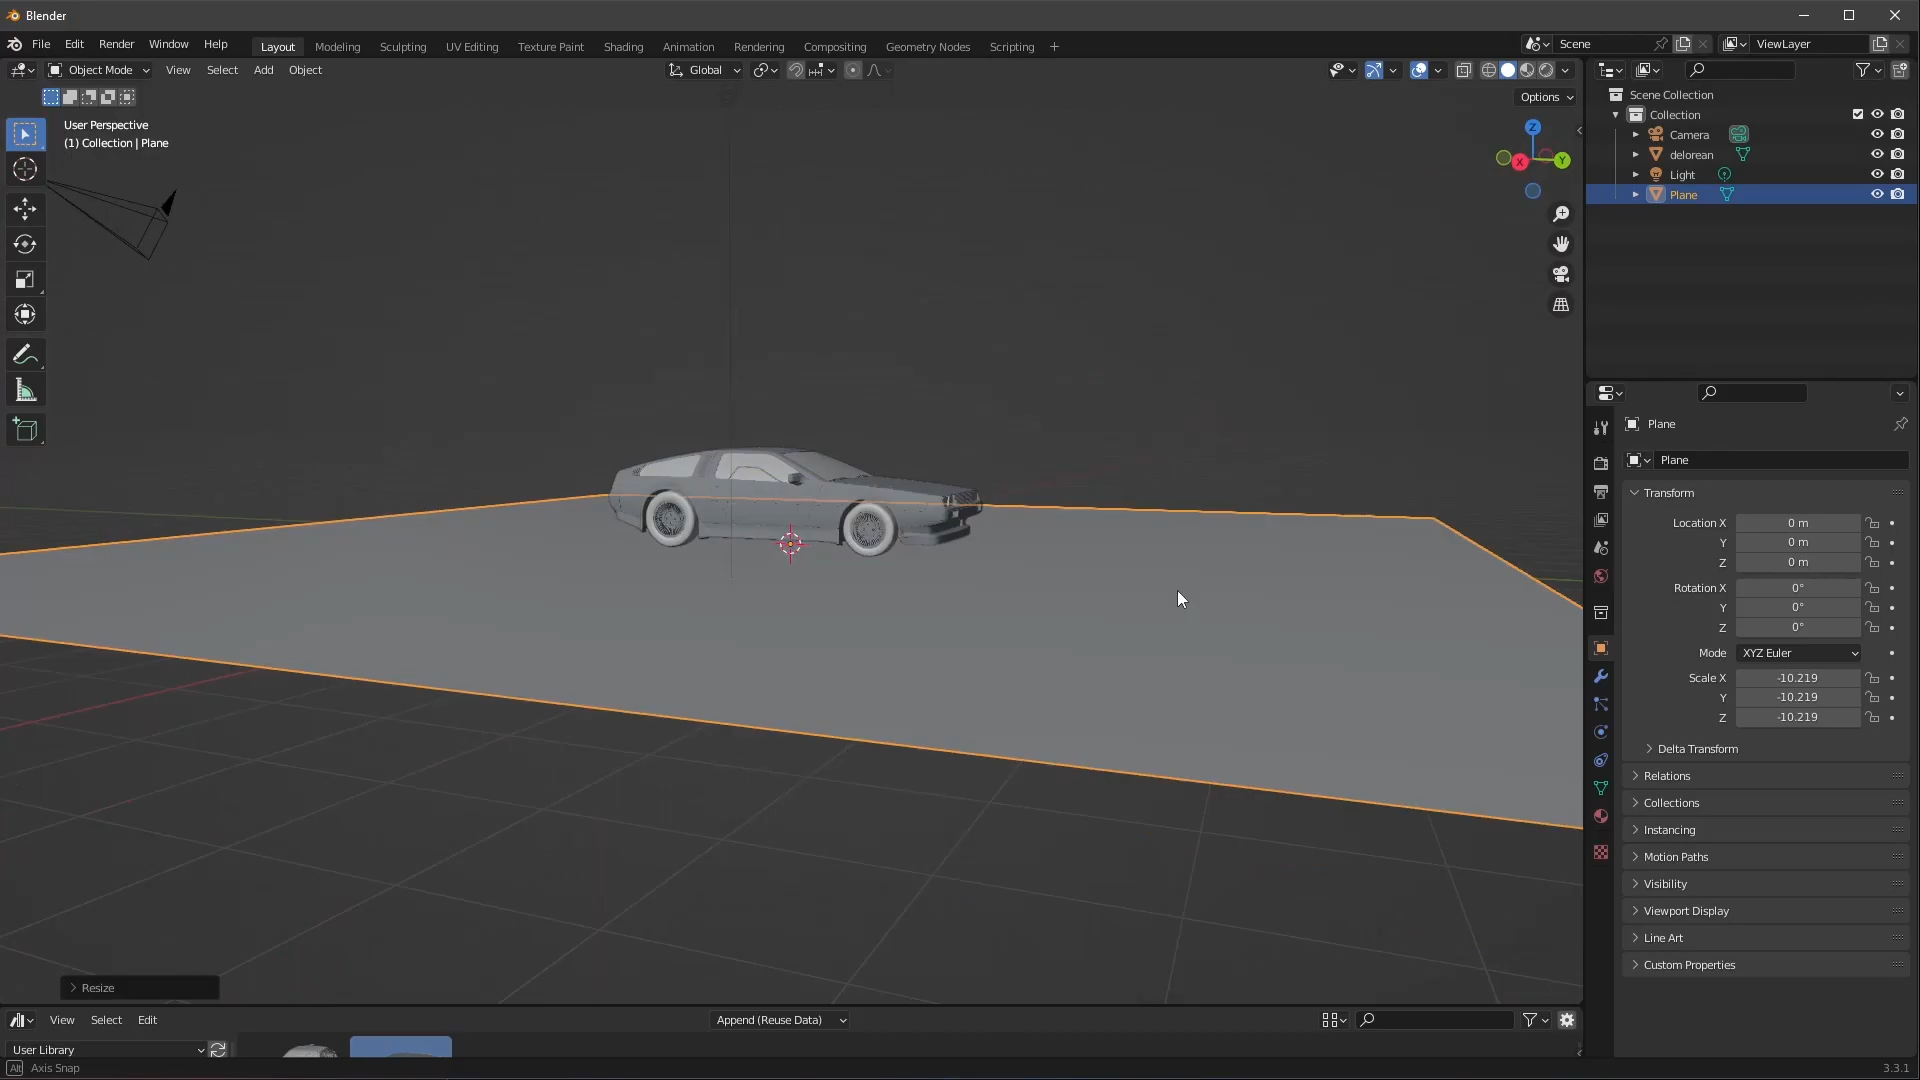 Blender
File Edit Render Window Help Layout Modeling Sculpting UV Editing Texture Paint Shading Animation Rendering Compositing Geometry Nodes Scripting + Scene ViewLayer
Object Mode View Select Add Object Global
Options
User Perspective
(1) Collection | Plane
Z
X
Y
Scene Collection
Collection
Camera
delorean
Light
Plane
Plane
Plane
Transform
Location X 0 m
Y 0 m
Z 0 m
Rotation X 0°
Y 0°
Z 0°
Mode XYZ Euler
Scale X -10.219
Y -10.219
Z -10.219
Delta Transform
Relations
Collections
Instancing
Motion Paths
Visibility
Viewport Display
Line Art
Custom Properties
Resize
View Select Edit Append (Reuse Data)
User Library
Alt Axis Snap
3.3.1